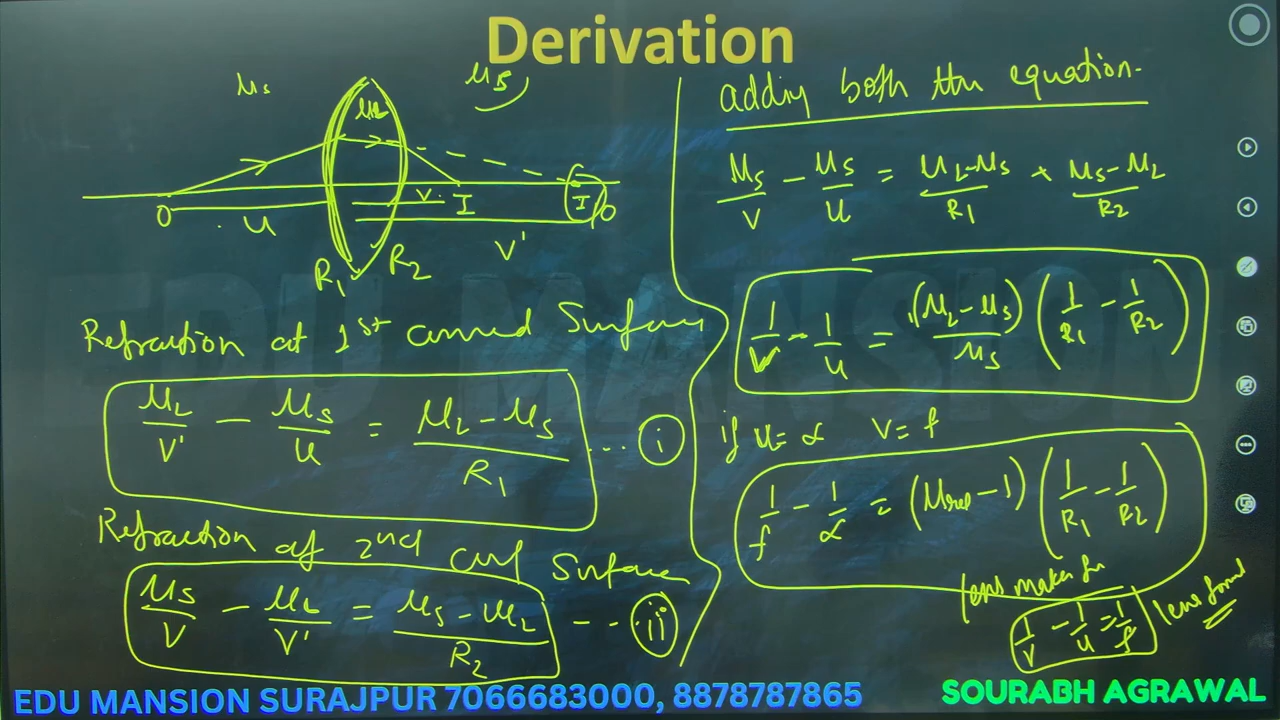 Derivation
μs
μs
μL
O
u
v
I
I
O
v'
R₁
R₂
Refraction at 1st curved Surface
μL/v' - μs/u = (μL-μs)/R₁ ... (i)
Refraction at 2nd curf Surface
μs/v - μL/v' = (μs-μL)/R₂ --- (ii)
adding both the equation.
μs/v - μs/u = (μL-μs)/R₁ + (μs-μL)/R₂
1/v - 1/u = (μL-μs)/μs (1/R₁ - 1/R₂)
if u=α v=f
1/f - 1/α = (μrel-1) (1/R₁ - 1/R₂)
lens maker
1/v - 1/u = 1/f
lens
EDU MANSION
EDU MANSION SURAJPUR 7066683000, 8878787865
SOURABH AGRAWAL